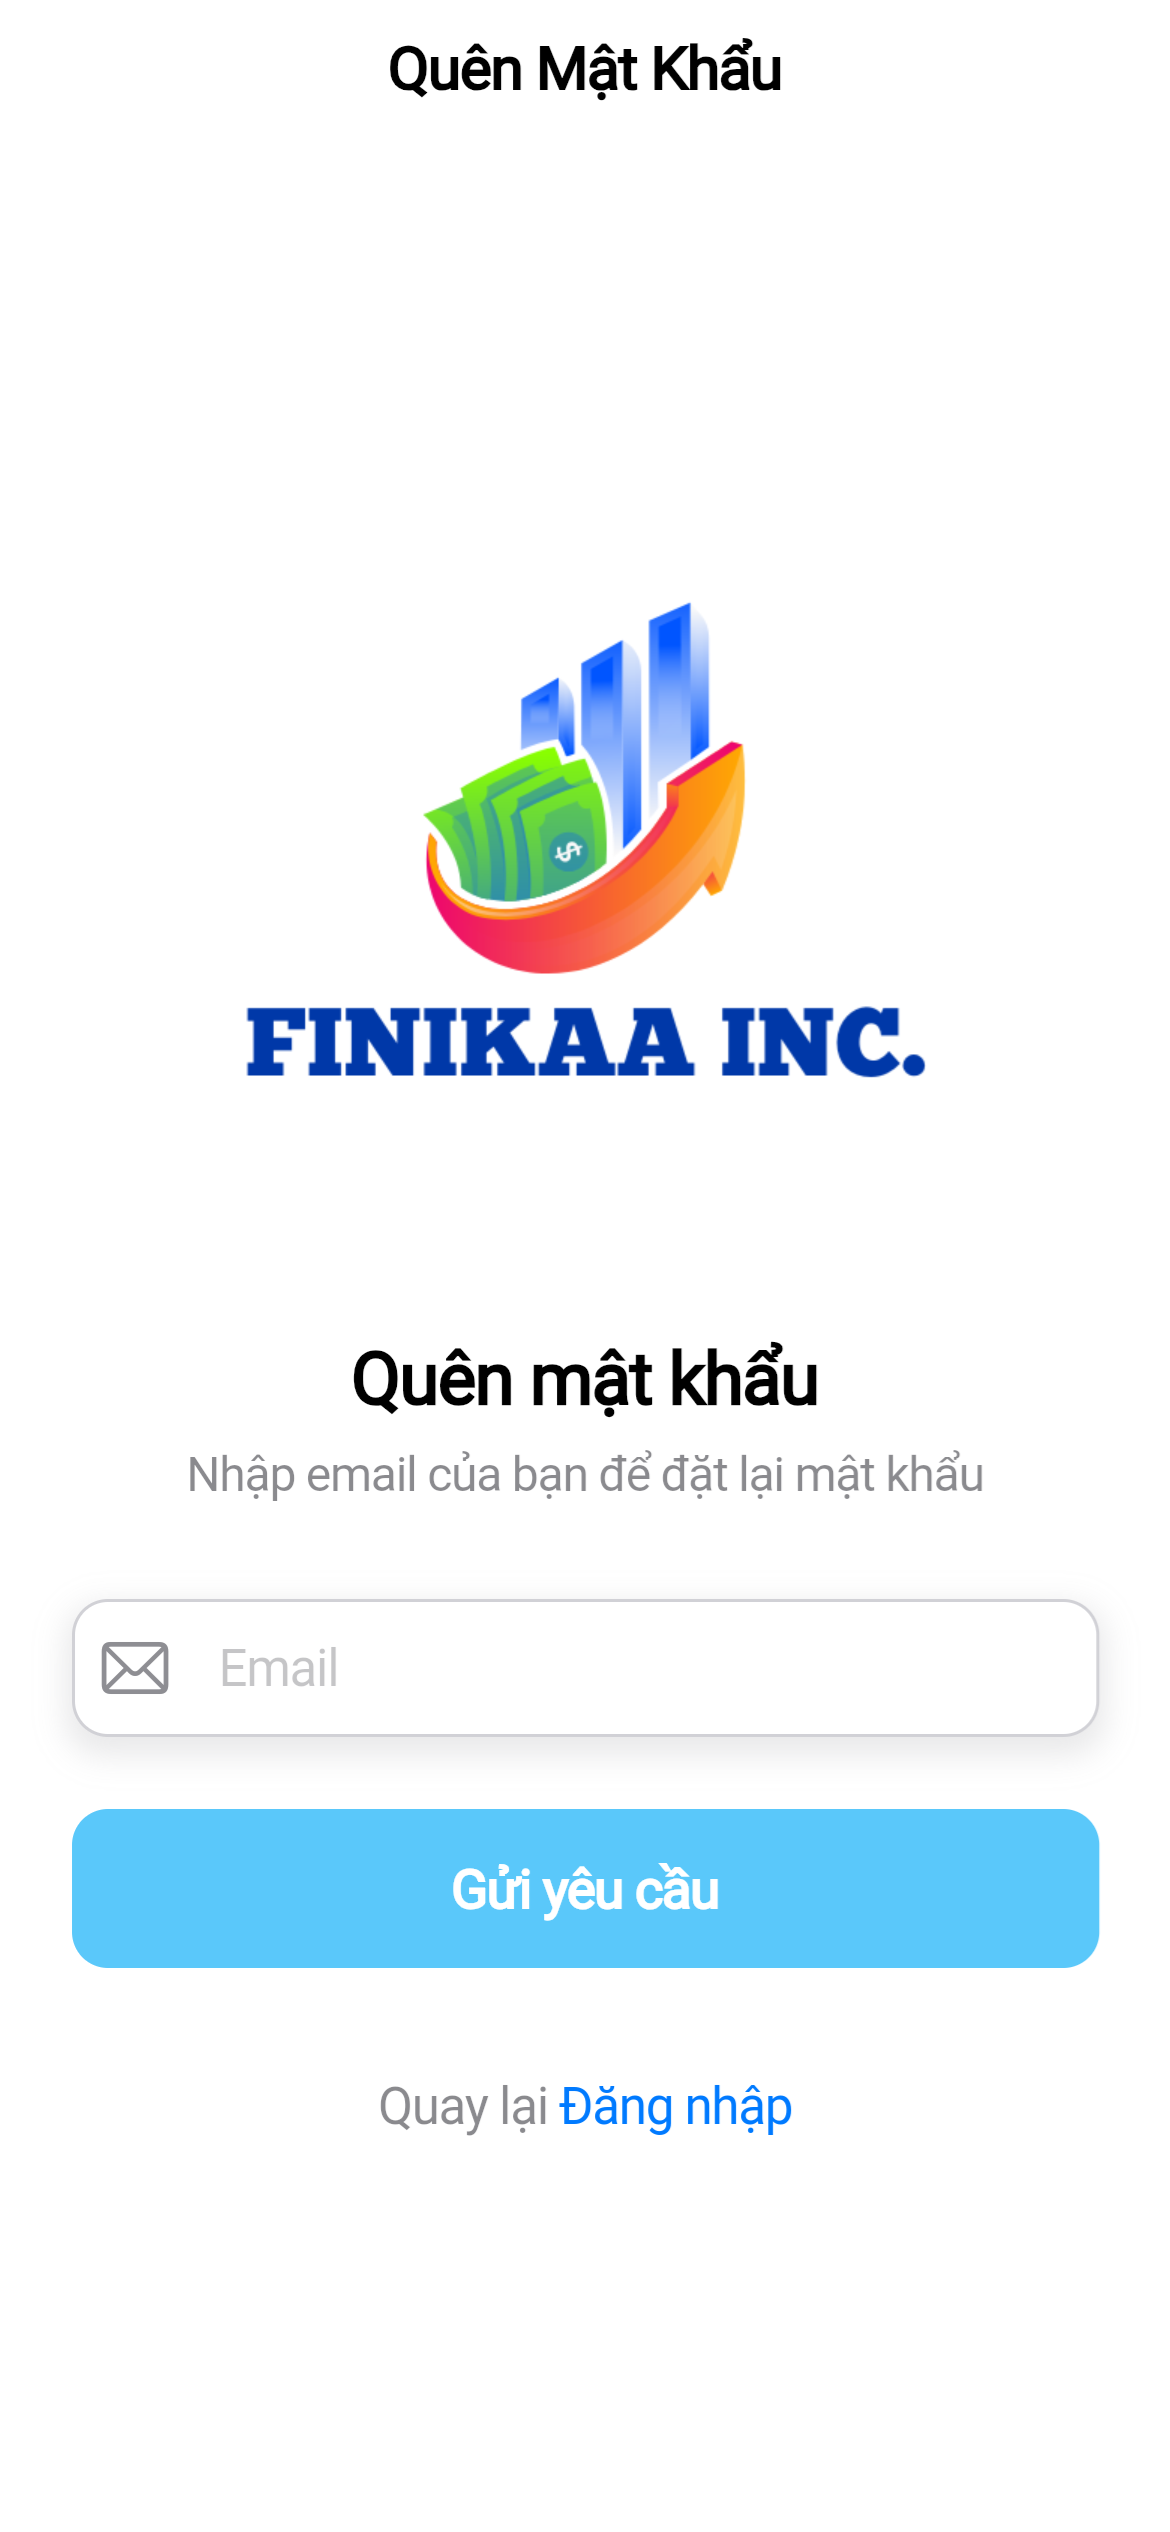 Quên Mật Khẩu
$
FINIKAA INC.
Quên mật khẩu
Nhập email của bạn để đặt lại mật khẩu
Email
Gửi yêu cầu
Quay lại Đăng nhập